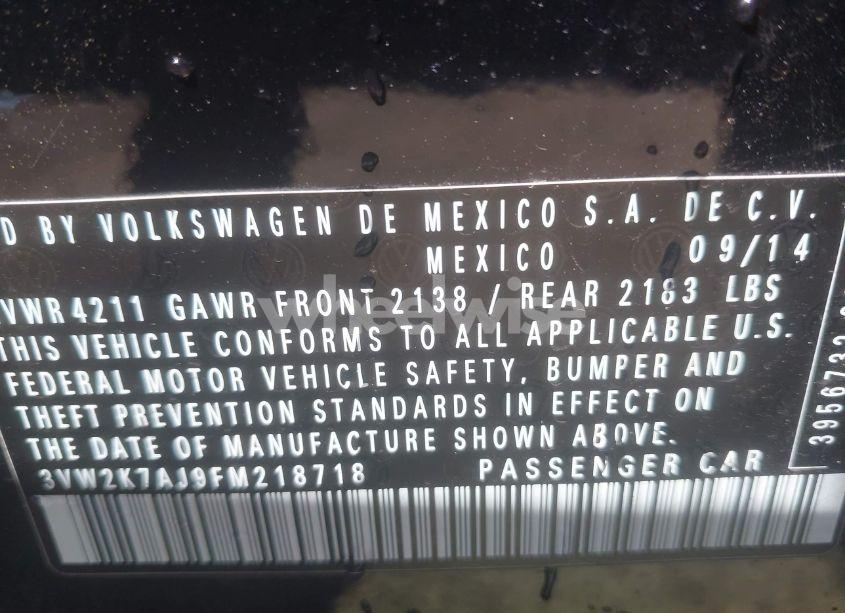 D BY VOLKSWAGEN DE MEXICO S.A. DE C.V.
MEXICO 09/14
VWR4211 GAWR FRONT 2138 / REAR 2183 LBS
THIS VEHICLE CONFORMS TO ALL APPLICABLE U.S.
FEDERAL MOTOR VEHICLE SAFETY, BUMPER AND
THEFT PREVENTION STANDARDS IN EFFECT ON
THE DATE OF MANUFACTURE SHOWN ABOVE.
3VW2K7AJ9FM218718 PASSENGER CAR
3956732
wheelwise